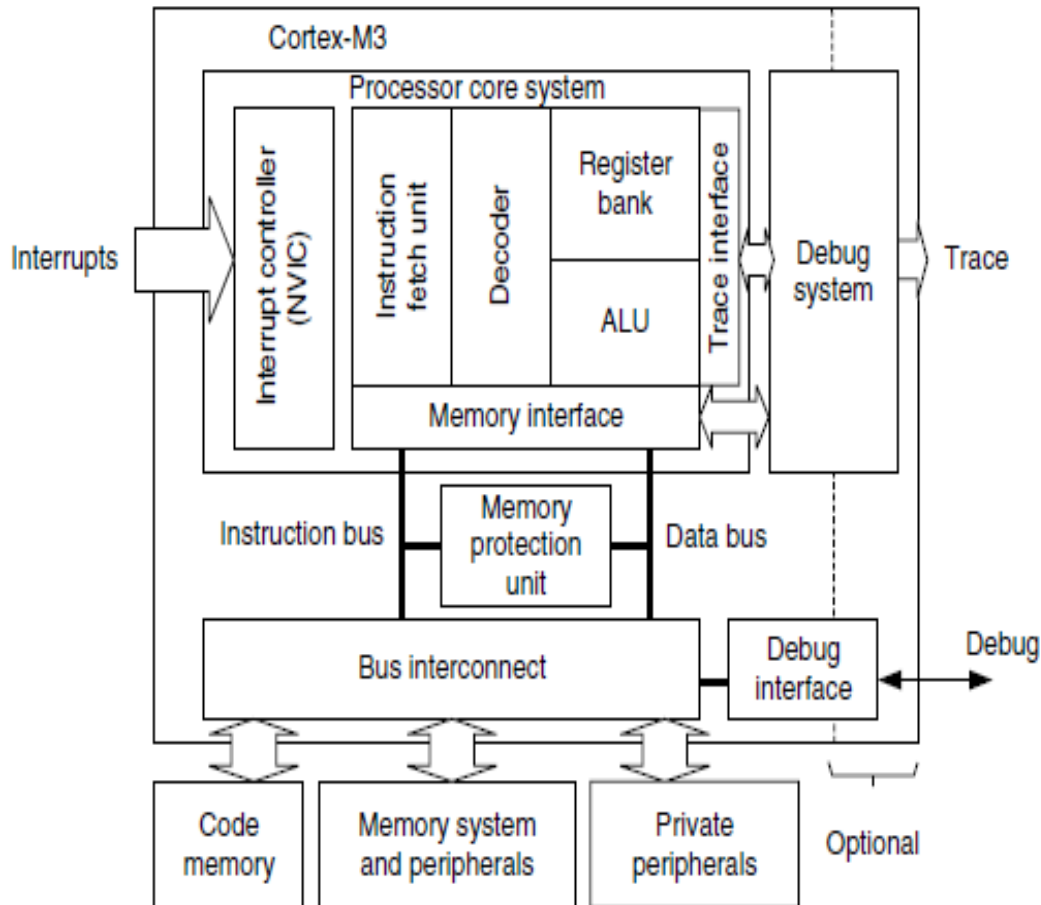 Cortex-M3
Processor core system
Interrupts
Interrupt controller
(NVIC)
Instruction
fetch unit
Decoder
Register
bank
ALU
Trace interface
Debug
system
Trace
Memory interface
Instruction bus
Memory
protection
unit
Data bus
Bus interconnect
Debug
interface
Debug
Code
memory
Memory system
and peripherals
Private
peripherals
Optional